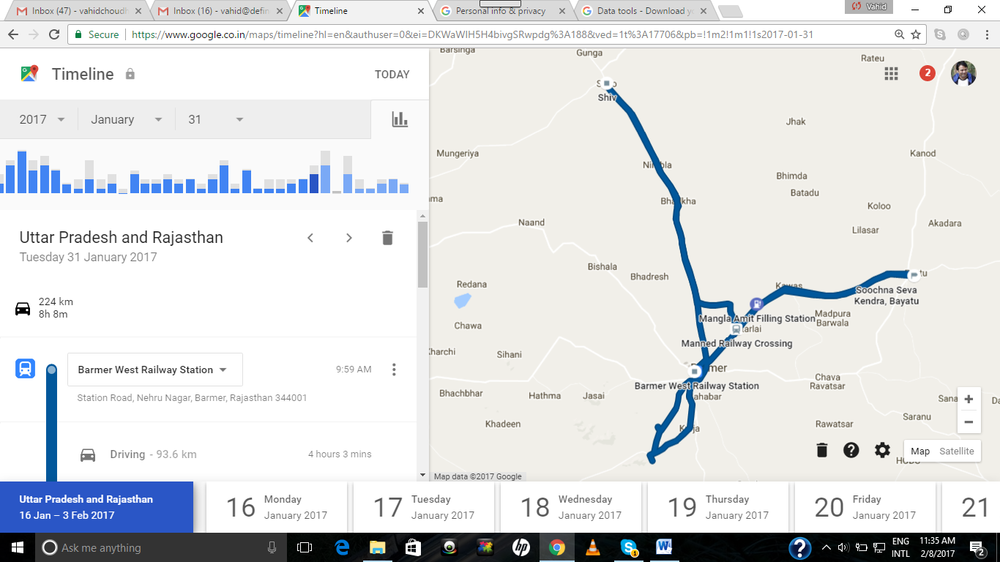 Inbox (47) - vahidchoudh
Inbox (16) - vahid@defin
Timeline
Personal info & privacy
Data tools - Download yo
Vahid
Secure
https://www.google.co.in/maps/timeline?hl=en&authuser=0&ei=DKWaWIH5H4bivgSRwpdg%3A188&ved=1t%3A17706&pb=!1m2!1m1!1s2017-01-31
Timeline
TODAY
2017
January
31
Uttar Pradesh and Rajasthan
Tuesday 31 January 2017
224 km
8h 8m
Barmer West Railway Station
9:59 AM
Station Road, Nehru Nagar, Barmer, Rajasthan 344001
Driving - 93.6 km
4 hours 3 mins
Barsinga
Gunga
Rateu
2
Shiv
Jhak
Mungeriya
Kanod
Bhimda
Batadu
Koloo
Naand
Akadara
Lilasar
Bishala
Bhadresh
Redana
Kawas
Soochna Seva
Kendra, Bayatu
Mangla Amit Filling Station
Madpura
Barwala
Chawa
Manned Railway Crossing
Sihani
Barmer West Railway Station
Chava
Ravatsar
Bhachbhar
Hathma
Jasai
Saranu
Khadeen
Rawatsar
Map
Satellite
Map data ©2017 Google
Uttar Pradesh and Rajasthan
16 Jan – 3 Feb 2017
16 Monday January 2017
17 Tuesday January 2017
18 Wednesday January 2017
19 Thursday January 2017
20 Friday January 2017
21
Ask me anything
hp
ENG
INTL
11:35 AM
2/8/2017
2